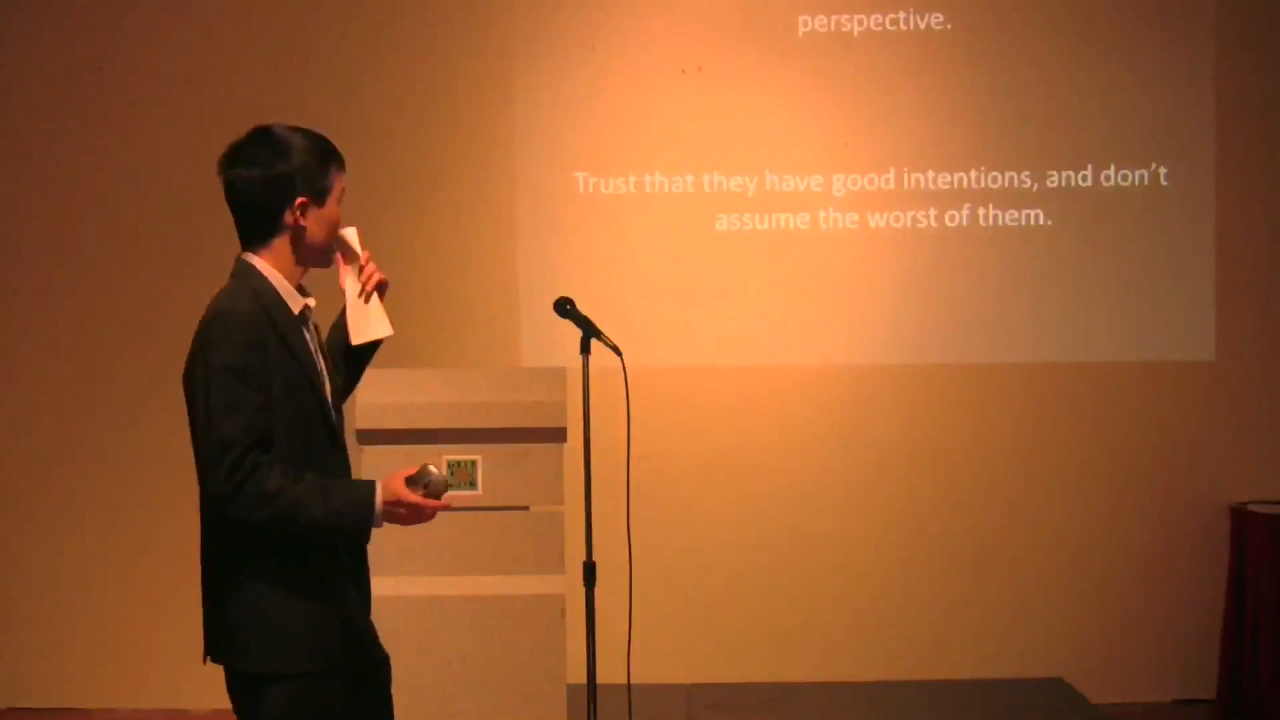 perspective.
Trust that they have good intentions, and don't
assume the worst of them.